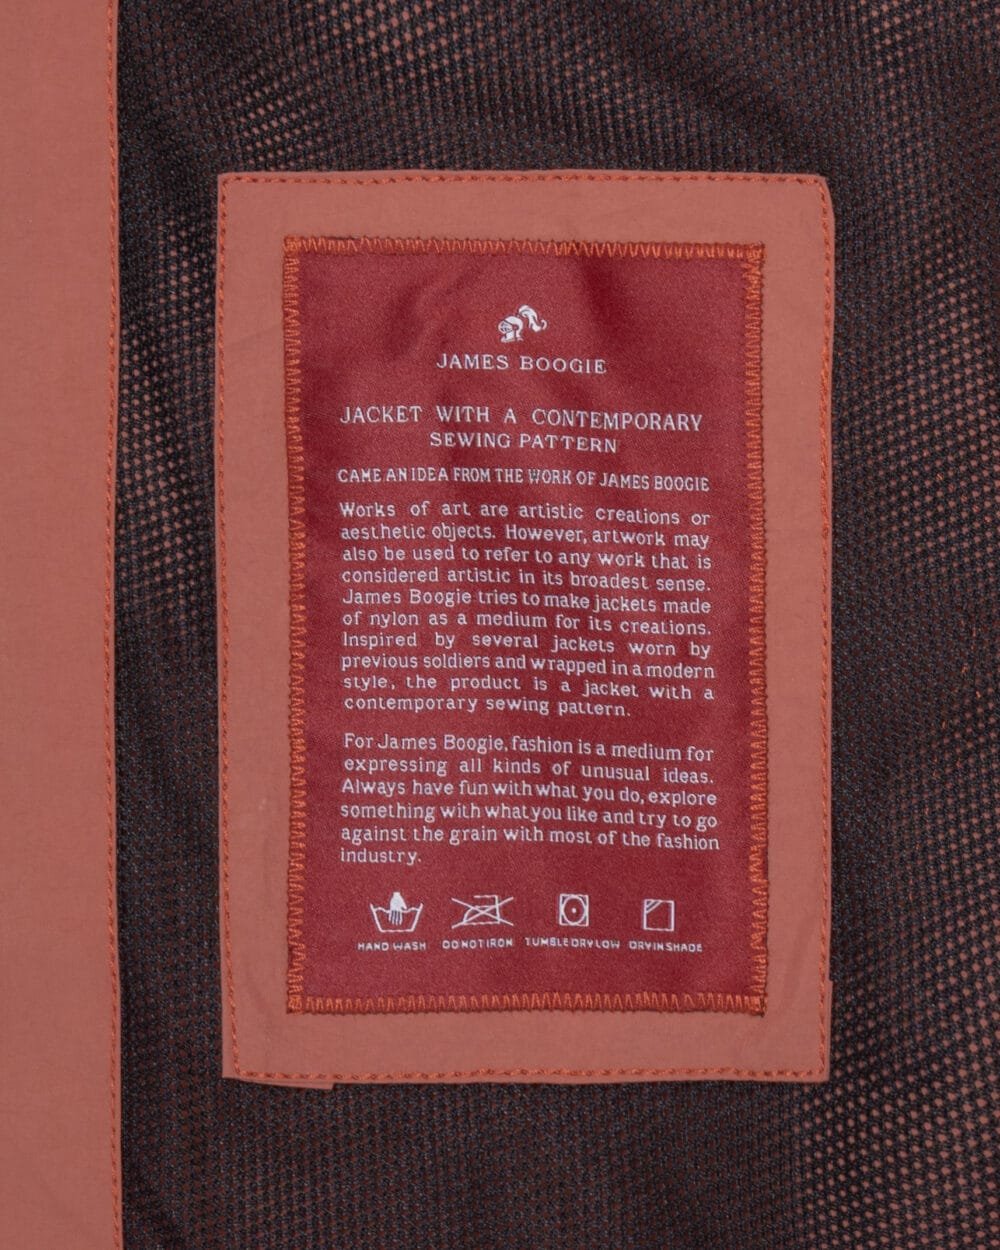 JAMES BOOGIE
JACKET WITH A CONTEMPORARY
SEWING PATTERN
CAME AN IDEA FROM THE WORK OF JAMES BOOGIE
Works of art are artistic creations or
aesthetic objects. However, artwork may
also be used to refer to any work that is
considered artistic in its broadest sense.
James Boogie tries to make jackets made
of nylon as a medium for its creations.
Inspired by several jackets worn by
previous soldiers and wrapped in a modern
style, the product is a jacket with a
contemporary sewing pattern.
For James Boogie, fashion is a medium for
expressing all kinds of unusual ideas.
Always have fun with what you do, explore
something with what you like and try to go
against the grain with most of the fashion
industry.
HAND WASH DO NOT IRON TUMBLE DRY LOW DRY IN SHADE